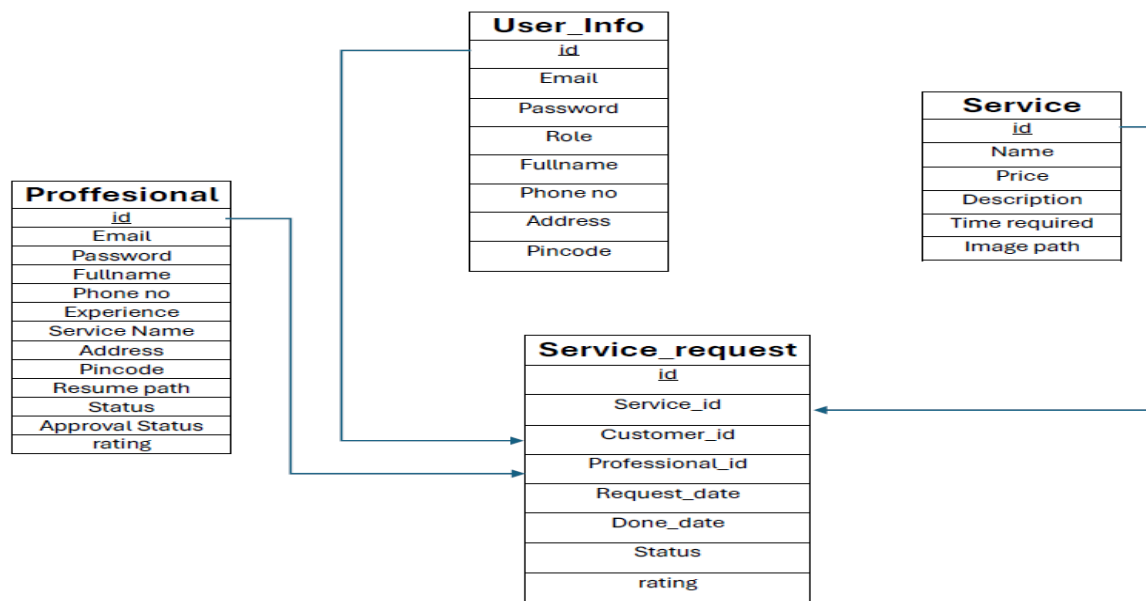 User_Info
id
Email
Password
Role
Fullname
Phone no
Address
Pincode
Service
id
Name
Price
Description
Time required
Image path
Proffesional
id
Email
Password
Fullname
Phone no
Experience
Service Name
Address
Pincode
Resume path
Status
Approval Status
rating
Service_request
id
Service_id
Customer_id
Professional_id
Request_date
Done_date
Status
rating